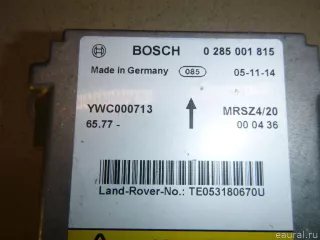 BOSCH 0 285 001 815
Made in Germany 085 05-11-14
YWC000713 MRSZ4/20
65.77 - 00 04 36
Land-Rover-No.: TE053180670U
eaural.ru